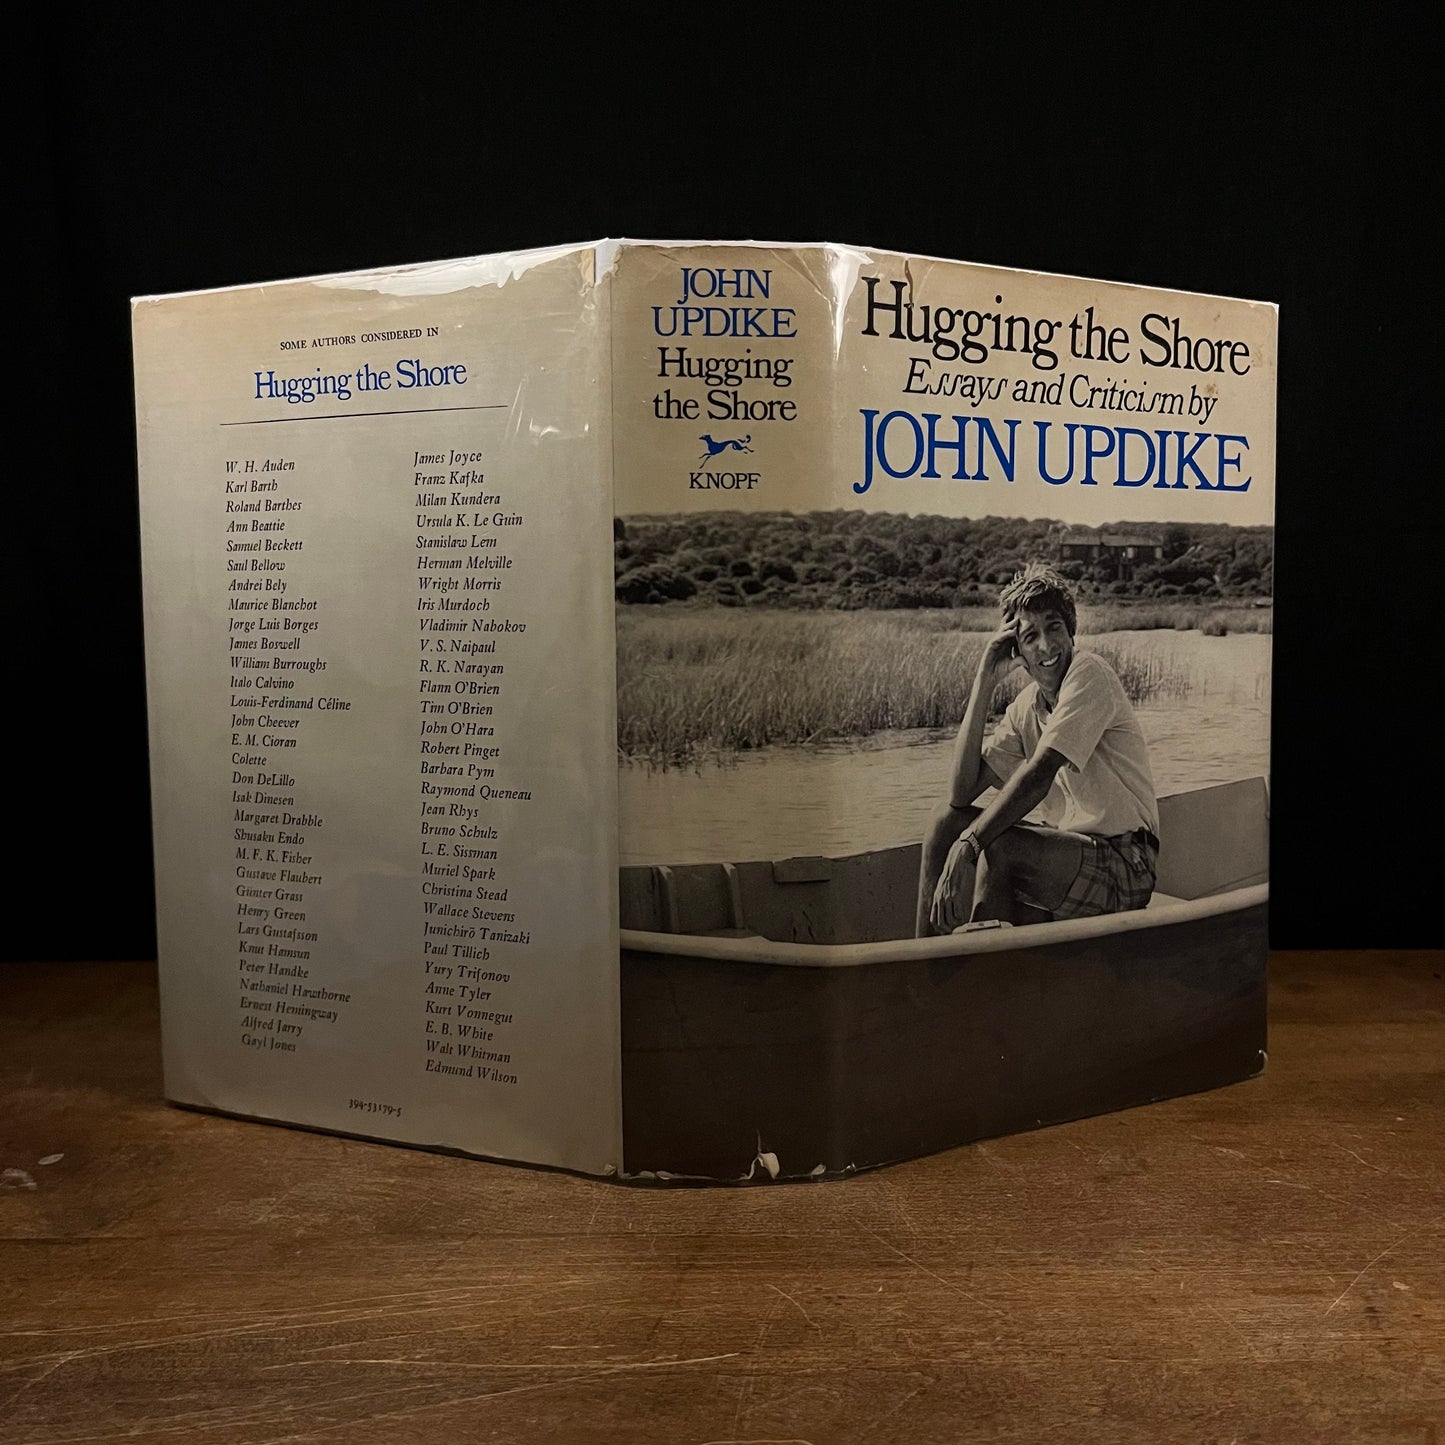 SOME AUTHORS CONSIDERED IN
Hugging the Shore
W. H. Auden
Karl Barth
Roland Barthes
Ann Beattie
Samuel Beckett
Saul Bellow
Andrei Bely
Maurice Blanchot
Jorge Luis Borges
James Boswell
William Burroughs
Italo Calvino
Louis-Ferdinand Céline
John Cheever
E. M. Cioran
Colette
Don DeLillo
Isak Dinesen
Margaret Drabble
Shusaku Endo
M. F. K. Fisher
Gustave Flaubert
Günter Grass
Henry Green
Lars Gustafsson
Knut Hamsun
Peter Handke
Nathaniel Hawthorne
Ernest Hemingway
Alfred Jarry
Gayl Jones
James Joyce
Franz Kafka
Milan Kundera
Ursula K. Le Guin
Stanislaw Lem
Herman Melville
Wright Morris
Iris Murdoch
Vladimir Nabokov
V. S. Naipaul
R. K. Narayan
Flann O'Brien
Tim O'Brien
John O'Hara
Robert Pinget
Barbara Pym
Raymond Queneau
Jean Rhys
Bruno Schulz
L. E. Sissman
Muriel Spark
Christina Stead
Wallace Stevens
Junichirō Tanizaki
Paul Tillich
Yury Trifonov
Anne Tyler
Kurt Vonnegut
E. B. White
Walt Whitman
Edmund Wilson
394-53179-5
JOHN
UPDIKE
Hugging
the Shore
KNOPF
Hugging the Shore
Essays and Criticism by
JOHN UPDIKE